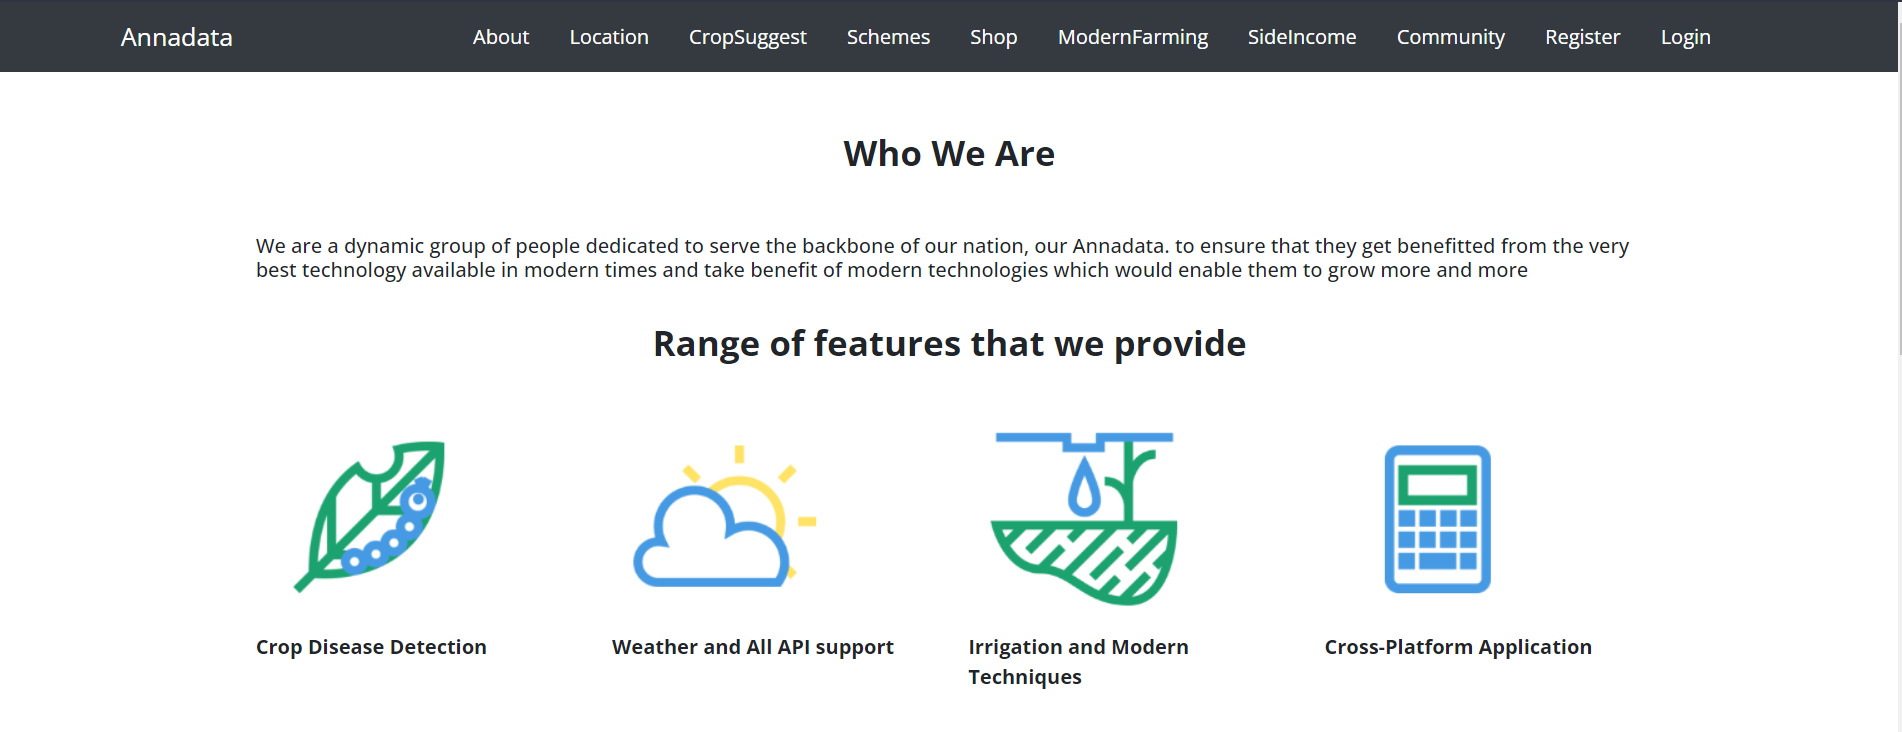 Annadata About Location CropSuggest Schemes Shop ModernFarming SideIncome Community Register Login
Who We Are
We are a dynamic group of people dedicated to serve the backbone of our nation, our Annadata. to ensure that they get benefitted from the very
best technology available in modern times and take benefit of modern technologies which would enable them to grow more and more
Range of features that we provide
Crop Disease Detection
Weather and All API support
Irrigation and Modern
Techniques
Cross-Platform Application